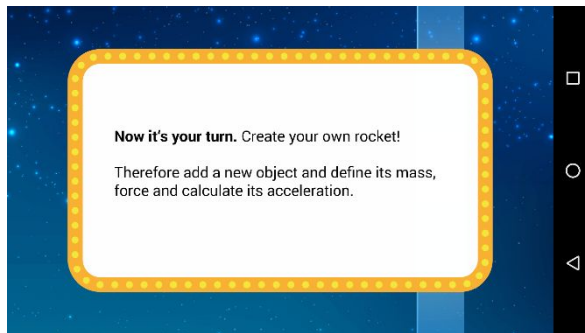 Now it's your turn. Create your own rocket!
Therefore add a new object and define its mass,
force and calculate its acceleration.